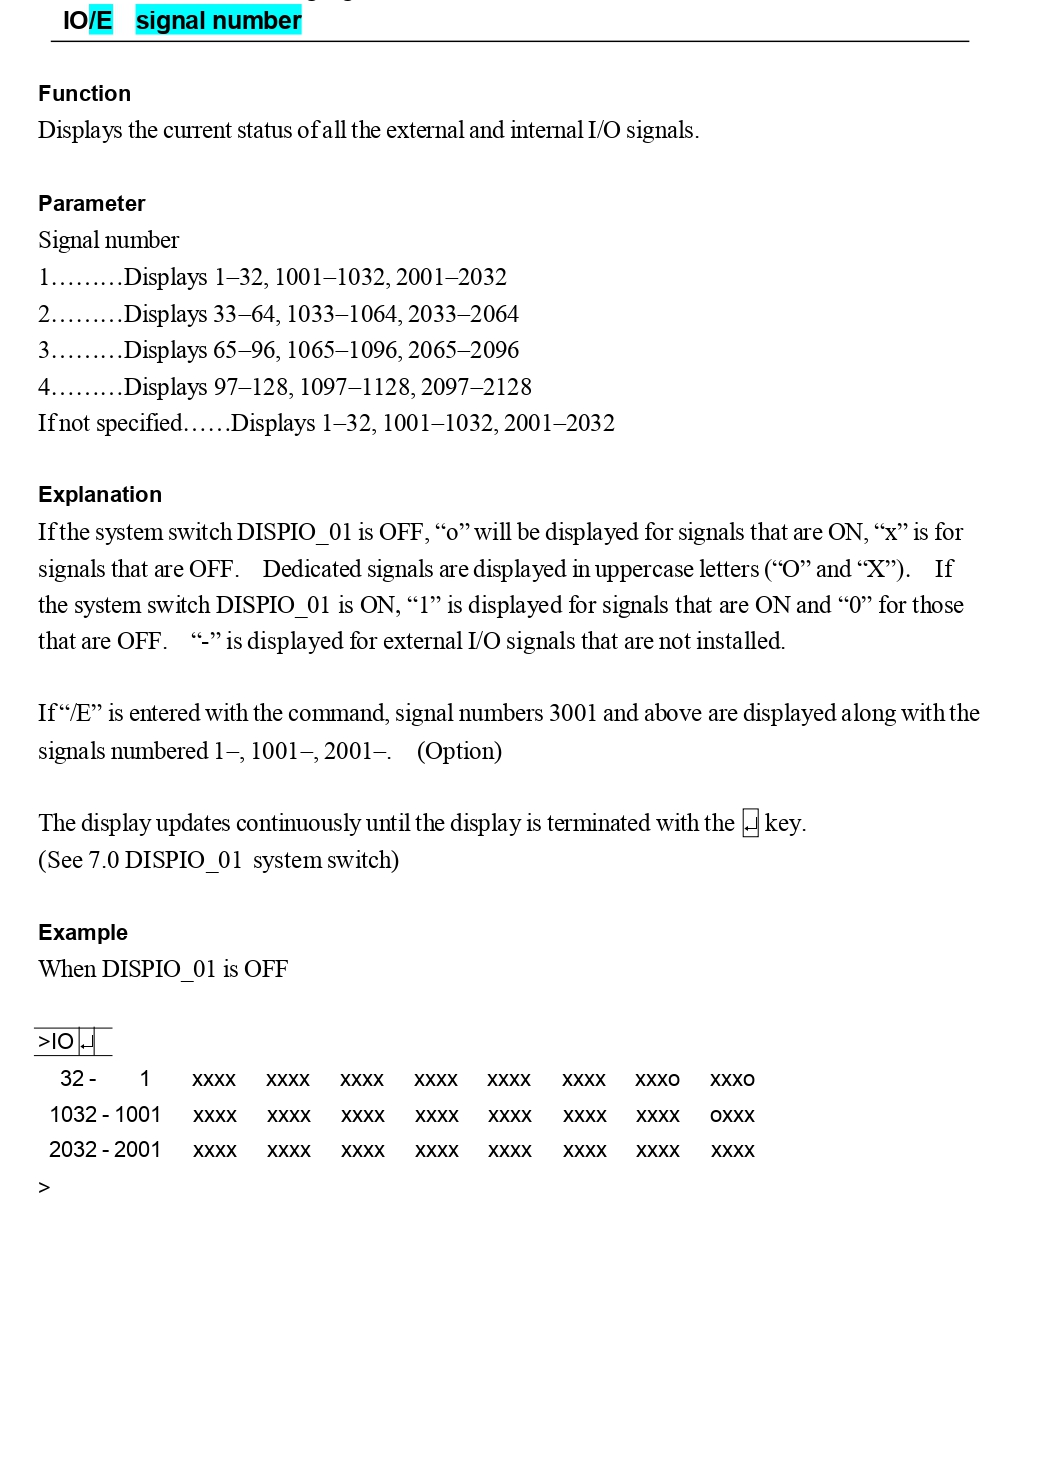 IO/E signal number
Function
Displays the current status of all the external and internal I/O signals.
Parameter
Signal number
1………Displays 1–32, 1001–1032, 2001–2032
2………Displays 33–64, 1033–1064, 2033–2064
3………Displays 65–96, 1065–1096, 2065–2096
4………Displays 97–128, 1097–1128, 2097–2128
If not specified……Displays 1–32, 1001–1032, 2001–2032
Explanation
If the system switch DISPIO_01 is OFF, “o” will be displayed for signals that are ON, “x” is for
signals that are OFF. Dedicated signals are displayed in uppercase letters (“O” and “X”). If
the system switch DISPIO_01 is ON, “1” is displayed for signals that are ON and “0” for those
that are OFF. “-” is displayed for external I/O signals that are not installed.
If “/E” is entered with the command, signal numbers 3001 and above are displayed along with the
signals numbered 1–, 1001–, 2001–. (Option)
The display updates continuously until the display is terminated with the ↵ key.
(See 7.0 DISPIO_01 system switch)
Example
When DISPIO_01 is OFF
>IO↵
32 - 1 xxxx xxxx xxxx xxxx xxxx xxxx xxxo xxxo
1032 - 1001 xxxx xxxx xxxx xxxx xxxx xxxx xxxx oxxx
2032 - 2001 xxxx xxxx xxxx xxxx xxxx xxxx xxxx xxxx
>